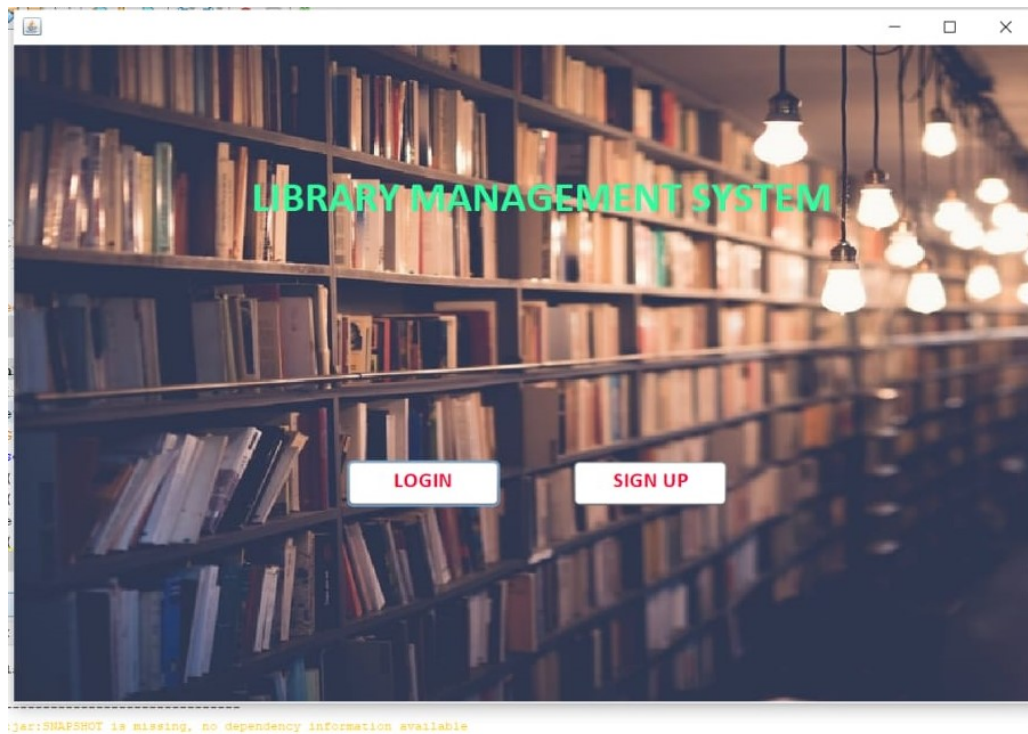 LIBRARY MANAGEMENT SYSTEM
LOGIN
SIGN UP
:jar:SNAPSHOT is missing, no dependency information available